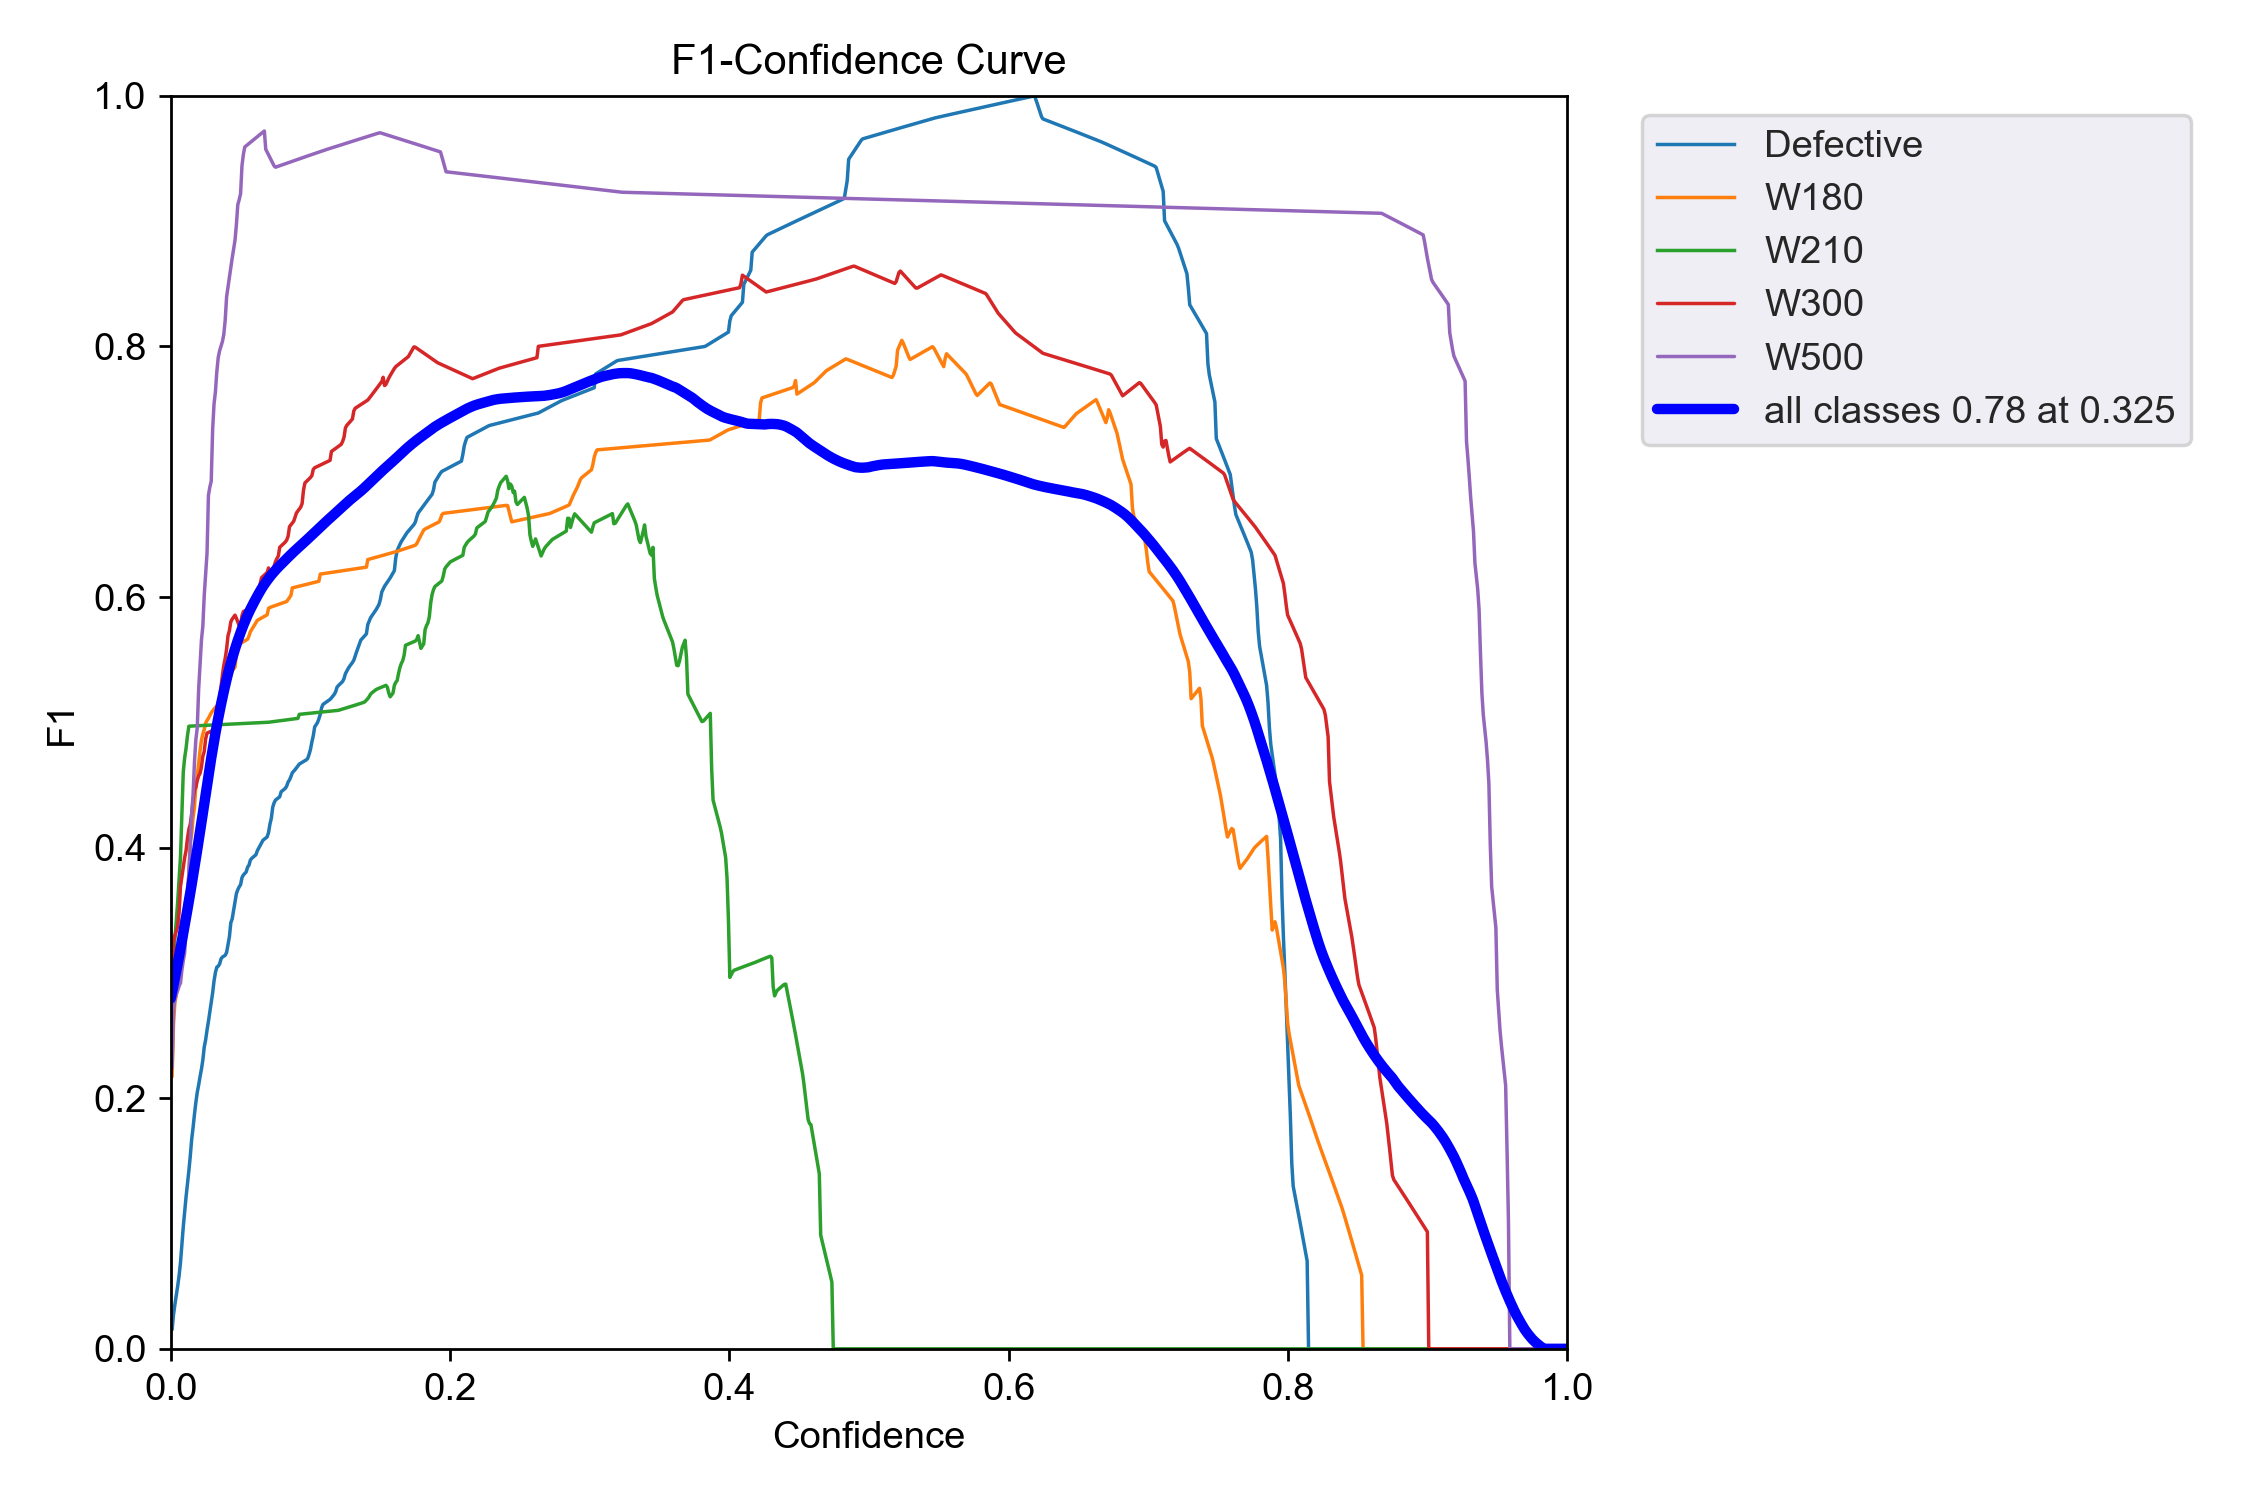 F1-Confidence Curve
1.0
0.8
0.6
0.4
0.2
0.0
F1
0.0 0.2 0.4 0.6 0.8 1.0
Confidence
Defective
W180
W210
W300
W500
all classes 0.78 at 0.325